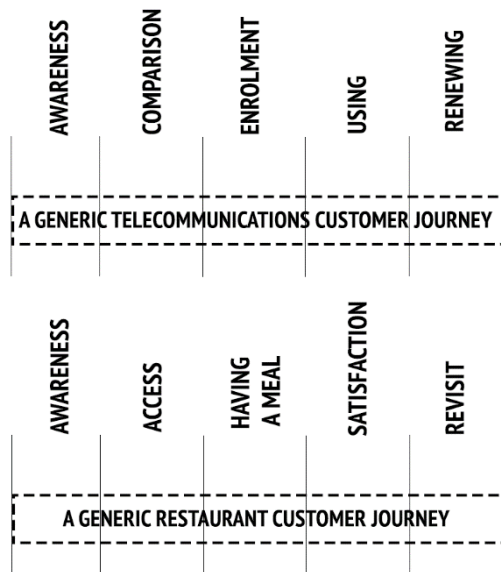 AWARENESS
COMPARISON
ENROLMENT
USING
RENEWING
A GENERIC TELECOMMUNICATIONS CUSTOMER JOURNEY
AWARENESS
ACCESS
HAVING
A MEAL
SATISFACTION
REVISIT
A GENERIC RESTAURANT CUSTOMER JOURNEY